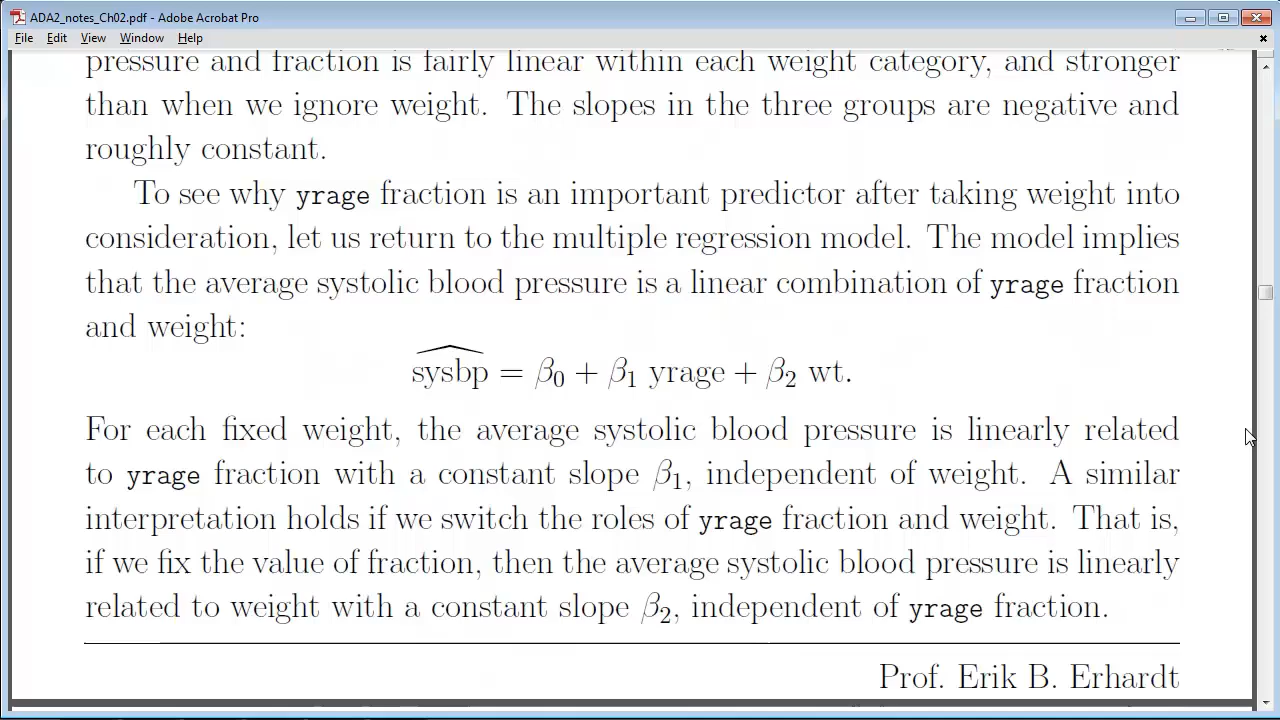 ADA2_notes_Ch02.pdf - Adobe Acrobat Pro
File Edit View Window Help
pressure and fraction is fairly linear within each weight category, and stronger
than when we ignore weight. The slopes in the three groups are negative and
roughly constant.
To see why yrage fraction is an important predictor after taking weight into
consideration, let us return to the multiple regression model. The model implies
that the average systolic blood pressure is a linear combination of yrage fraction
and weight:
$\widehat{\text{sysbp}} = \beta_0 + \beta_1 \text{ yrage} + \beta_2 \text{ wt}.$
For each fixed weight, the average systolic blood pressure is linearly related
to yrage fraction with a constant slope β₁, independent of weight. A similar
interpretation holds if we switch the roles of yrage fraction and weight. That is,
if we fix the value of fraction, then the average systolic blood pressure is linearly
related to weight with a constant slope β₂, independent of yrage fraction.
Prof. Erik B. Erhardt